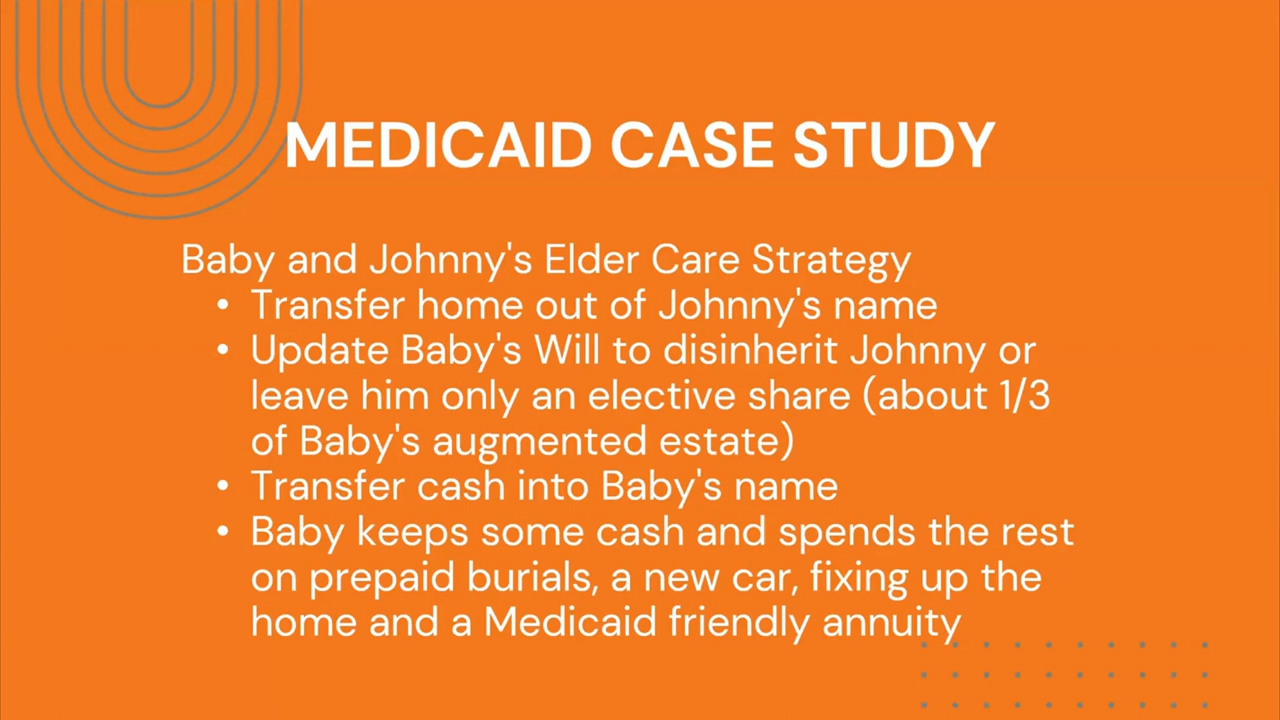 MEDICAID CASE STUDY
Baby and Johnny's Elder Care Strategy
• Transfer home out of Johnny's name
• Update Baby's Will to disinherit Johnny or
leave him only an elective share (about 1/3
of Baby's augmented estate)
• Transfer cash into Baby's name
• Baby keeps some cash and spends the rest
on prepaid burials, a new car, fixing up the
home and a Medicaid friendly annuity